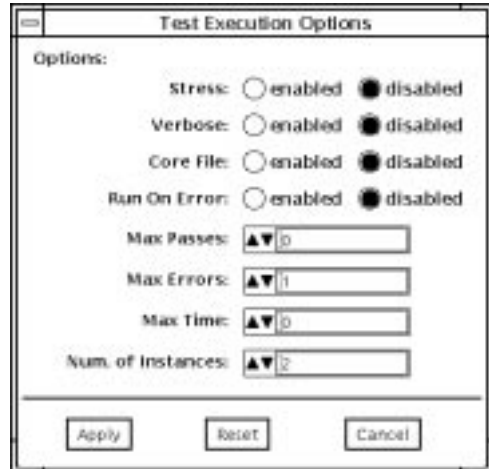 Test Execution Options
Options:
Stress: enabled disabled
Verbose: enabled disabled
Core File: enabled disabled
Run On Error: enabled disabled
Max Passes: 0
Max Errors: 1
Max Time: 0
Num. of Instances: 2
Apply Reset Cancel